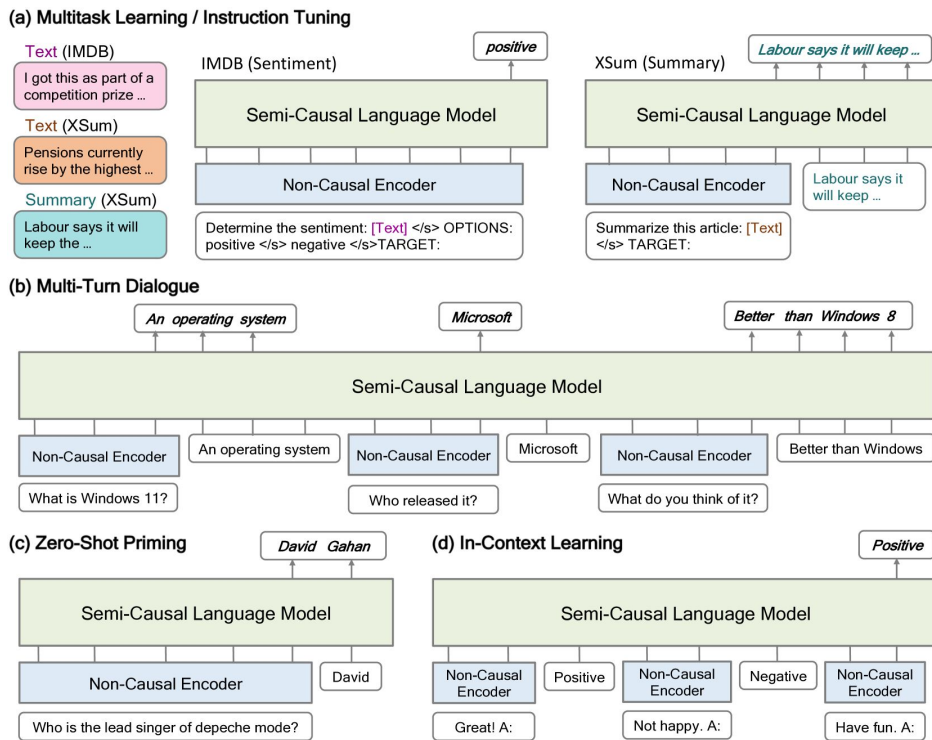 (a) Multitask Learning / Instruction Tuning
Text (IMDB)
I got this as part of a
competition prize ...
Text (XSum)
Pensions currently
rise by the highest ...
Summary (XSum)
Labour says it will
keep the ...
IMDB (Sentiment)
positive
Semi-Causal Language Model
Non-Causal Encoder
Determine the sentiment: [Text] </s> OPTIONS:
positive </s> negative </s>TARGET:
XSum (Summary)
Labour says it will keep ...
Semi-Causal Language Model
Non-Causal Encoder
Labour says it
will keep ...
Summarize this article: [Text]
</s> TARGET:
(b) Multi-Turn Dialogue
An operating system
Microsoft
Better than Windows 8
Semi-Causal Language Model
Non-Causal Encoder
An operating system
Non-Causal Encoder
Microsoft
Non-Causal Encoder
Better than Windows
What is Windows 11?
Who released it?
What do you think of it?
(c) Zero-Shot Priming
David Gahan
Semi-Causal Language Model
Non-Causal Encoder
David
Who is the lead singer of depeche mode?
(d) In-Context Learning
Positive
Semi-Causal Language Model
Non-Causal
Encoder
Positive
Non-Causal
Encoder
Negative
Non-Causal
Encoder
Great! A:
Not happy. A:
Have fun. A: